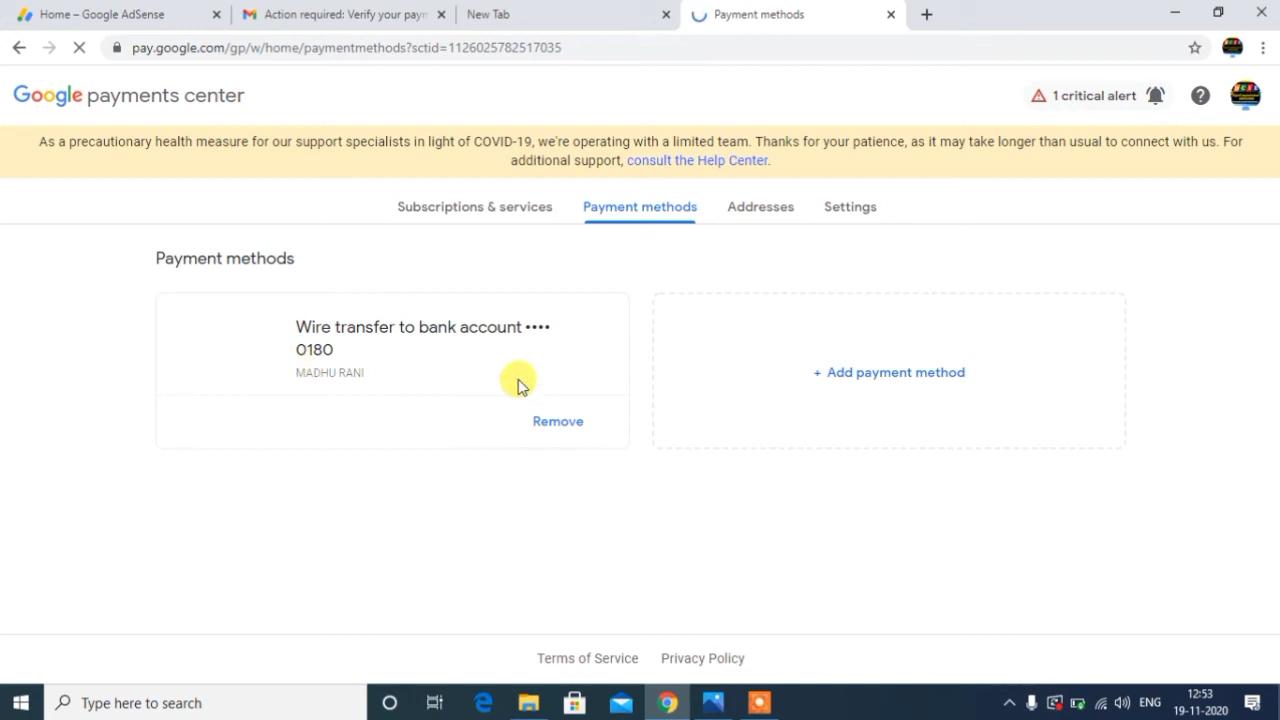 Home – Google AdSense
Action required: Verify your paym
New Tab
Payment methods
pay.google.com/gp/w/home/paymentmethods?sctid=1126025782517035
Google payments center
1 critical alert
As a precautionary health measure for our support specialists in light of COVID-19, we're operating with a limited team. Thanks for your patience, as it may take longer than usual to connect with us. For
additional support, consult the Help Center.
Subscriptions & services
Payment methods
Addresses
Settings
Payment methods
Wire transfer to bank account ••••
0180
MADHU RANI
Remove
+ Add payment method
Terms of Service
Privacy Policy
Type here to search
ENG
12:53
19-11-2020